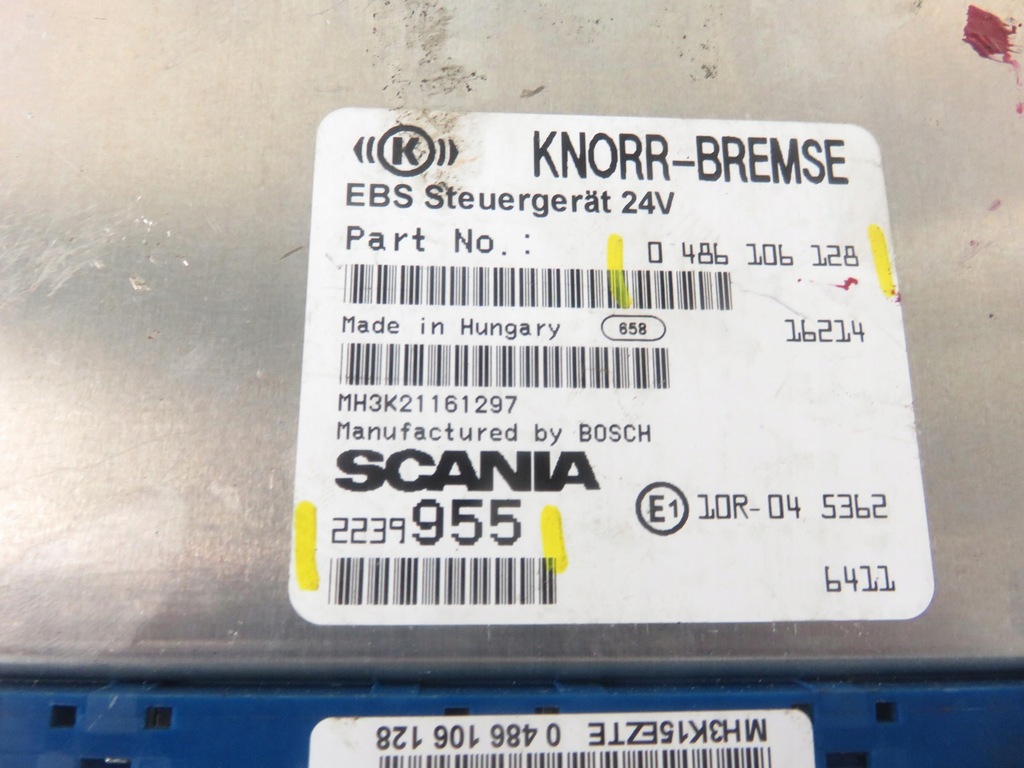 K KNORR-BREMSE
EBS Steuergerät 24V
Part No.: 0 486 106 128
Made in Hungary 658 16214
MH3K21161297
Manufactured by BOSCH
SCANIA
2239955 E1 10R-04 5362
6411
MH3K15EZTE 0 486 106 128